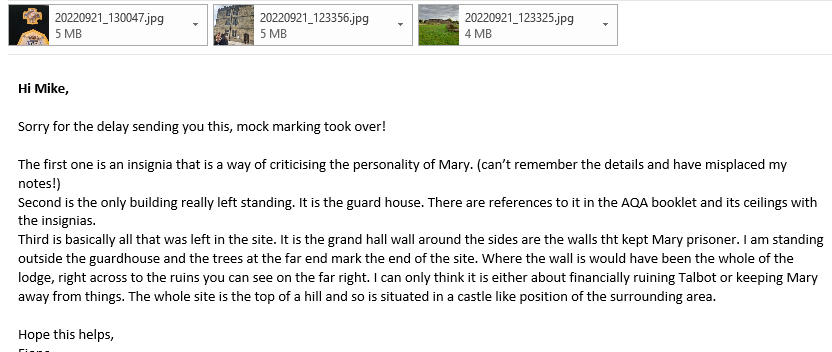 20220921_130047.jpg
5 MB
20220921_123356.jpg
5 MB
20220921_123325.jpg
4 MB
Hi Mike,
Sorry for the delay sending you this, mock marking took over!
The first one is an insignia that is a way of criticising the personality of Mary. (can't remember the details and have misplaced my
notes!)
Second is the only building really left standing. It is the guard house. There are references to it in the AQA booklet and its ceilings with
the insignias.
Third is basically all that was left in the site. It is the grand hall wall around the sides are the walls tht kept Mary prisoner. I am standing
outside the guardhouse and the trees at the far end mark the end of the site. Where the wall is would have been the whole of the
lodge, right across to the ruins you can see on the far right. I can only think it is either about financially ruining Talbot or keeping Mary
away from things. The whole site is the top of a hill and so is situated in a castle like position of the surrounding area.
Hope this helps,